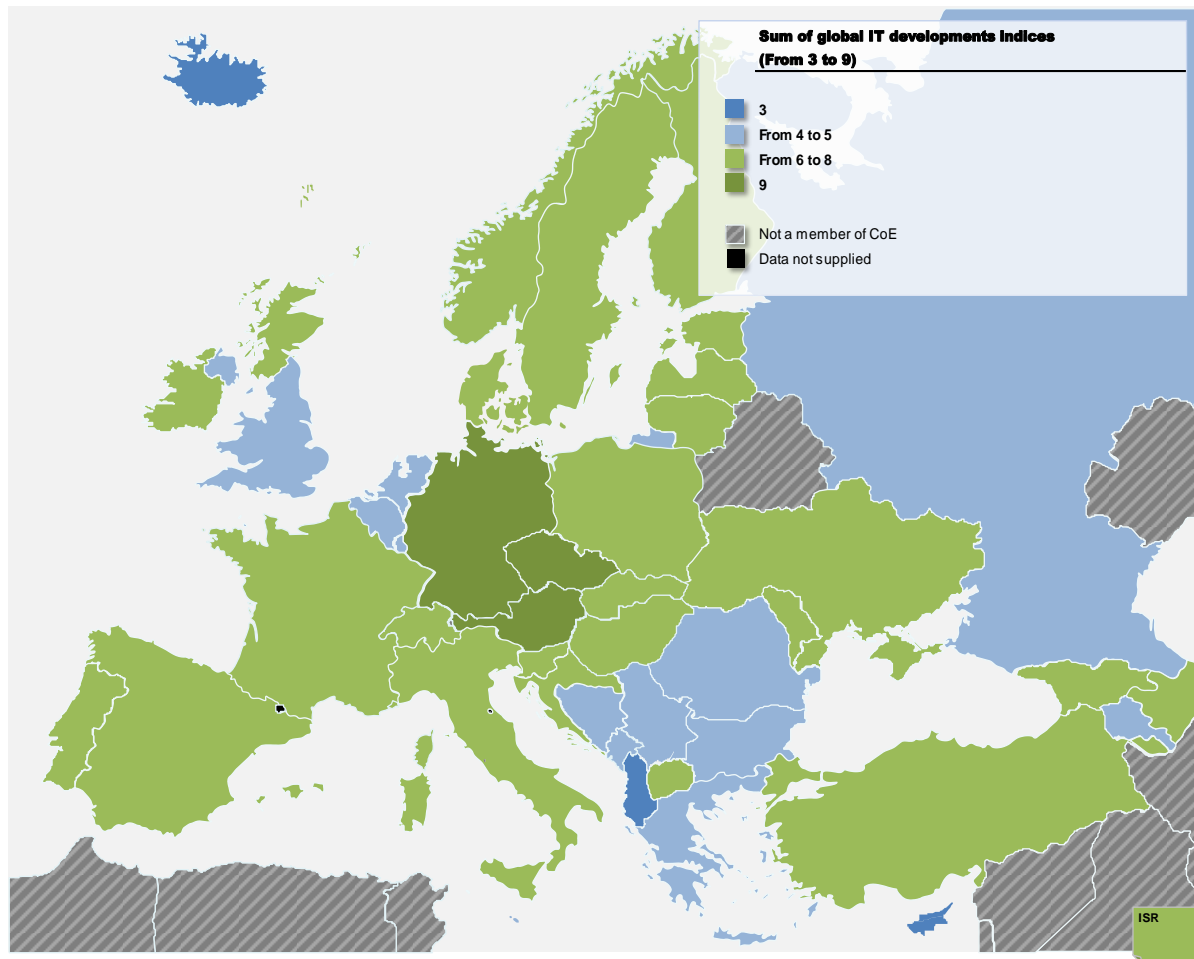 Sum of global IT developments indices
(From 3 to 9)
3
From 4 to 5
From 6 to 8
9
Not a member of CoE
Data not supplied
ISR